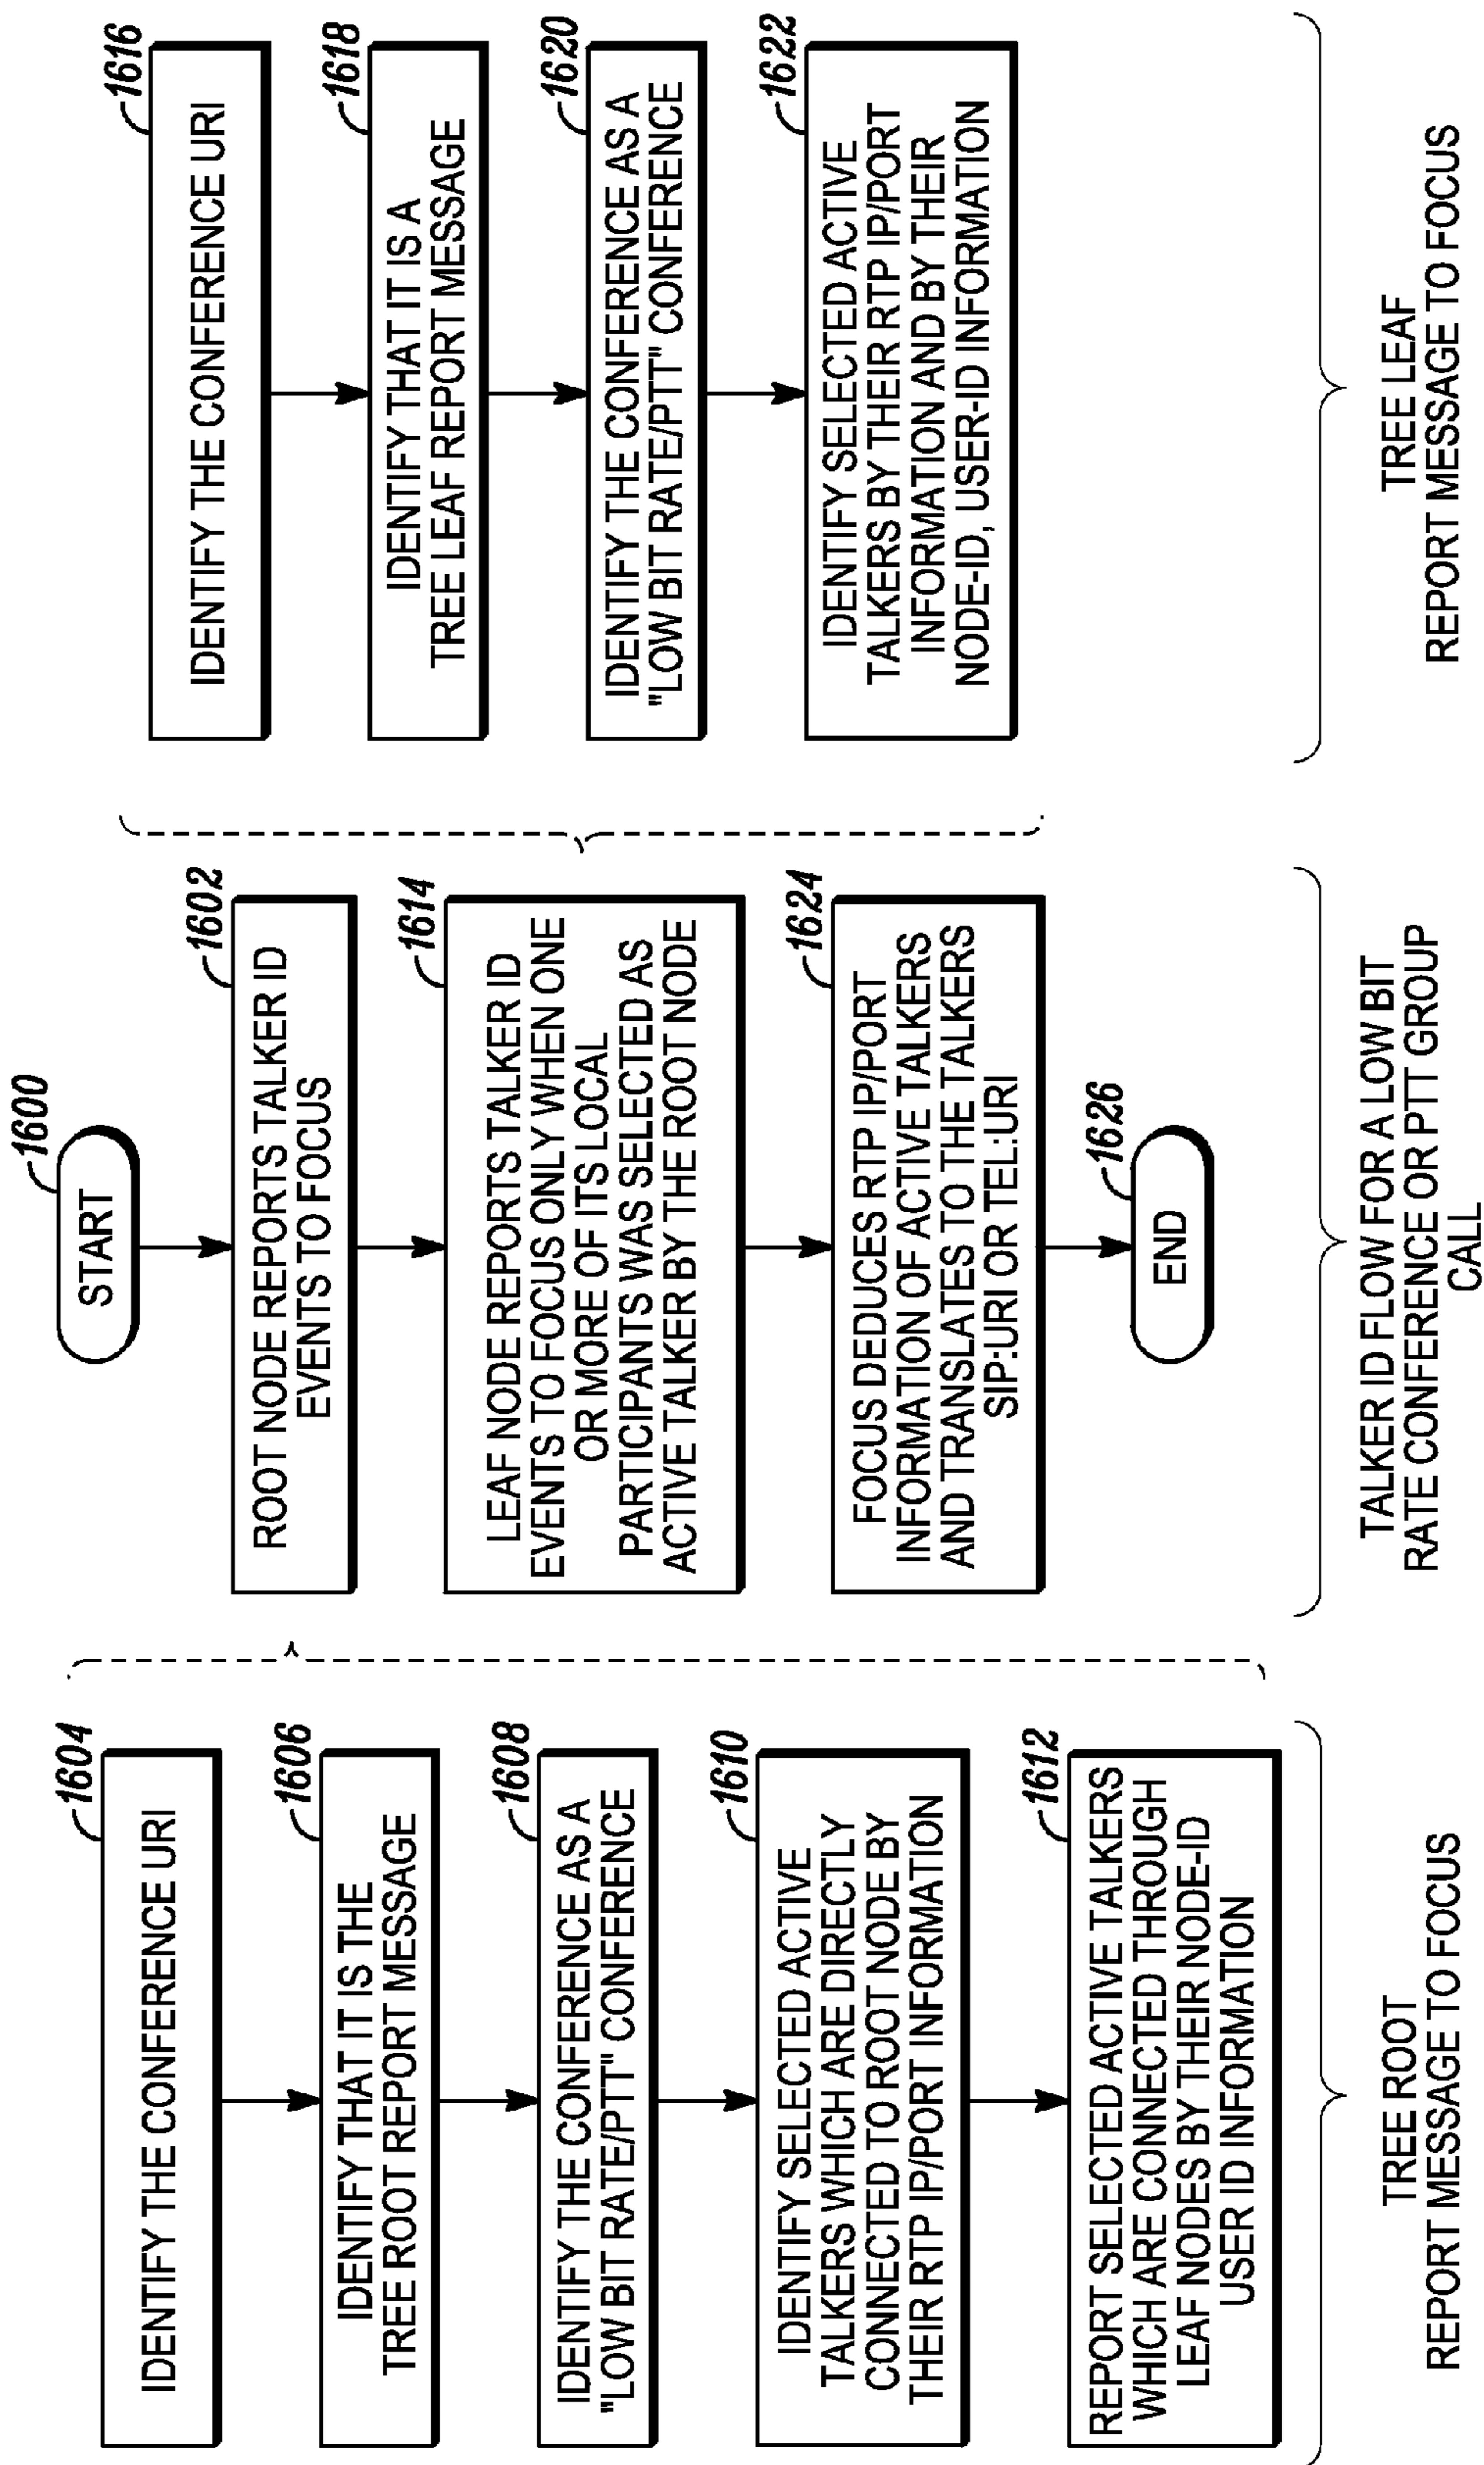 1604
IDENTIFY THE CONFERENCE URI
1606
IDENTIFY THAT IT IS THE
TREE ROOT REPORT MESSAGE
1608
IDENTIFY THE CONFERENCE AS A
"LOW BIT RATE/PTT" CONFERENCE
1610
IDENTIFY SELECTED ACTIVE
TALKERS WHICH ARE DIRECTLY
CONNECTED TO ROOT NODE BY
THEIR RTP IP/PORT INFORMATION
1612
REPORT SELECTED ACTIVE TALKERS
WHICH ARE CONNECTED THROUGH
LEAF NODES BY THEIR NODE-ID
USER ID INFORMATION
TREE ROOT
REPORT MESSAGE TO FOCUS
1600
START
1602
ROOT NODE REPORTS TALKER ID
EVENTS TO FOCUS
1614
LEAF NODE REPORTS TALKER ID
EVENTS TO FOCUS ONLY WHEN ONE
OR MORE OF ITS LOCAL
PARTICIPANTS WAS SELECTED AS
ACTIVE TALKER BY THE ROOT NODE
1624
FOCUS DEDUCES RTP IP/PORT
INFORMATION OF ACTIVE TALKERS
AND TRANSLATES TO THE TALKERS
SIP:URI OR TEL:URI
1626
END
TALKER ID FLOW FOR A LOW BIT
RATE CONFERENCE OR PTT GROUP
CALL
1616
IDENTIFY THE CONFERENCE URI
1618
IDENTIFY THAT IT IS A
TREE LEAF REPORT MESSAGE
1620
IDENTIFY THE CONFERENCE AS A
"LOW BIT RATE/PTT" CONFERENCE
1622
IDENTIFY SELECTED ACTIVE
TALKERS BY THEIR RTP IP/PORT
INFORMATION AND BY THEIR
NODE-ID, USER-ID INFORMATION
TREE LEAF
REPORT MESSAGE TO FOCUS